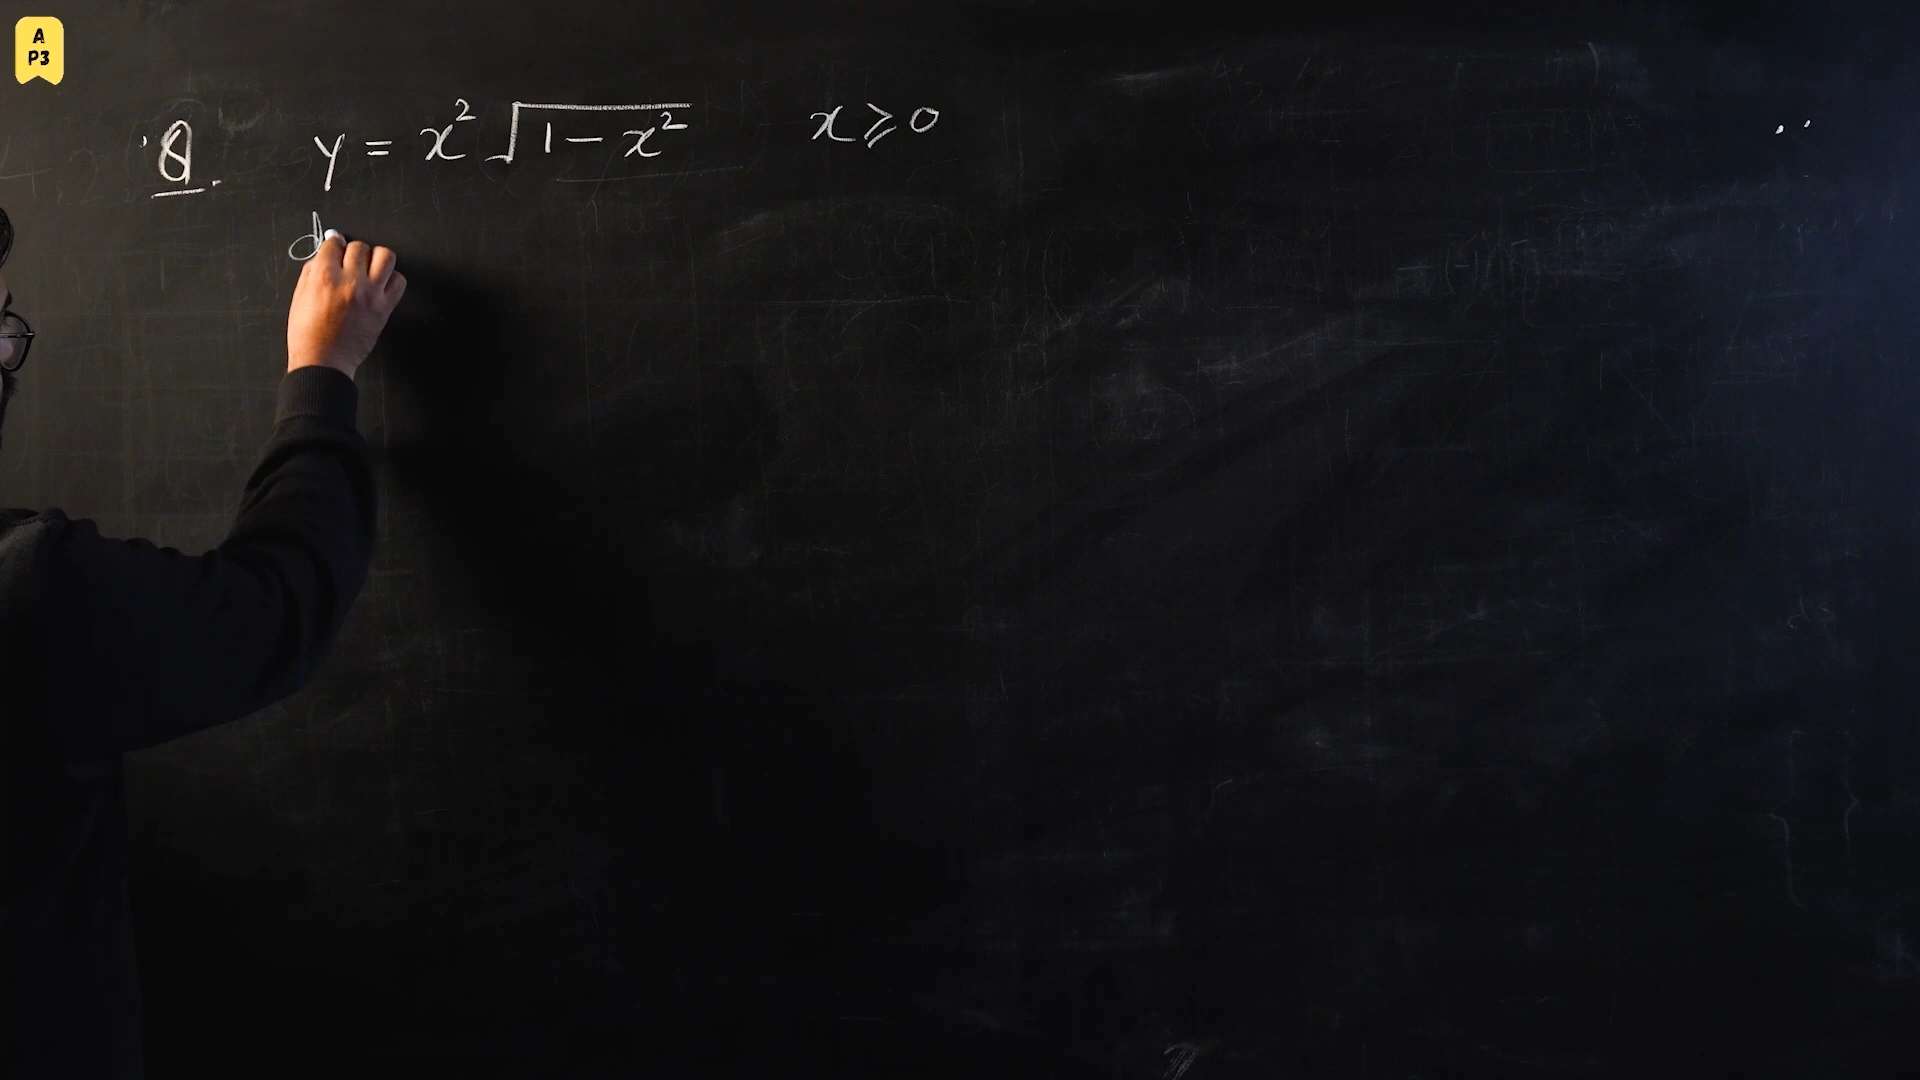 A
P3
Q. y = x² √(1 − x²) x ⩾ 0
d